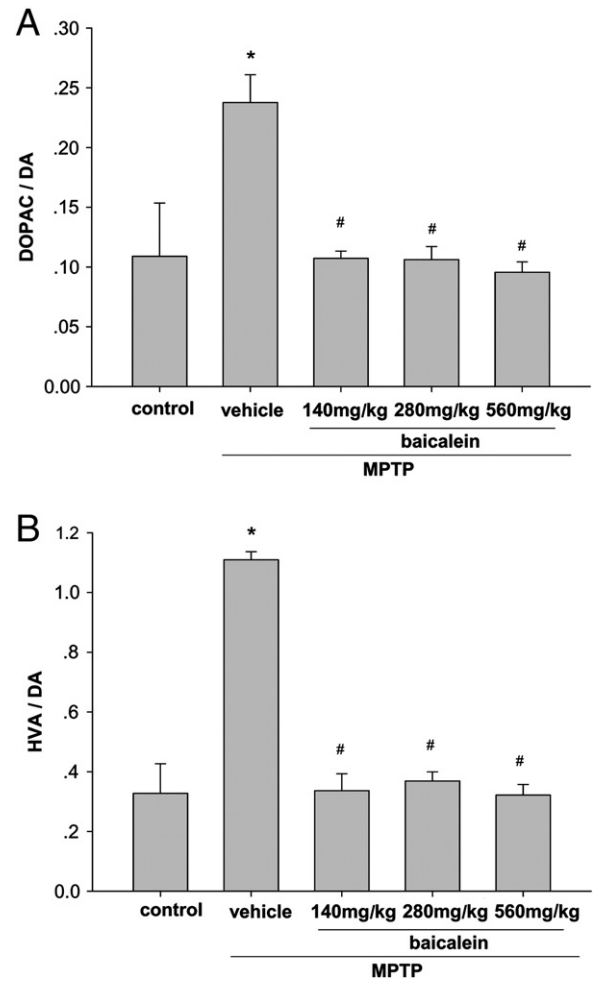 A
DOPAC / DA
.30
.25
.20
.15
.10
.05
0.00
*
#
#
#
control vehicle 140mg/kg 280mg/kg 560mg/kg
baicalein
MPTP
B
HVA / DA
1.2
1.0
.8
.6
.4
.2
0.0
*
#
#
#
control vehicle 140mg/kg 280mg/kg 560mg/kg
baicalein
MPTP